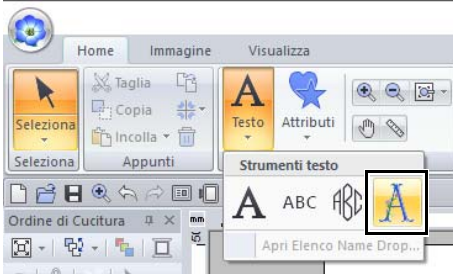 Home Immagine Visualizza
Taglia
Copia
Incolla
Seleziona Testo Attributi
Seleziona Appunti
Strumenti testo
A ABC ABC A
Apri Elenco Name Drop...
Ordine di Cucitura
mm